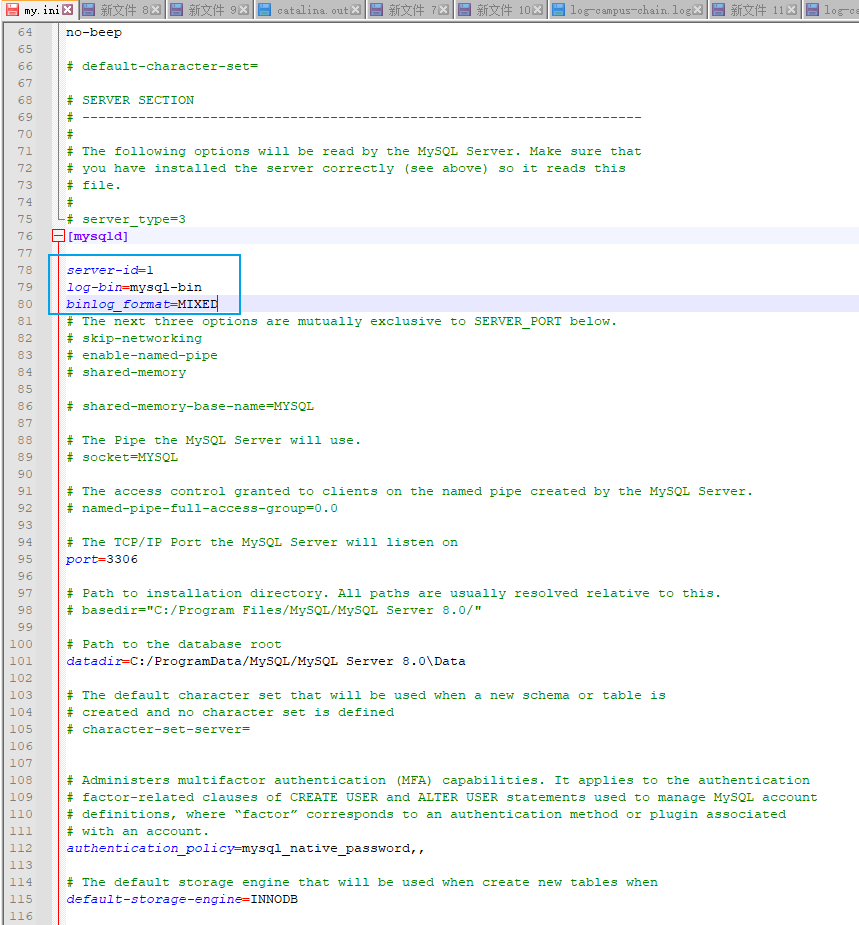 my.ini 新文件 8 新文件 9 catalina.out 新文件 7 新文件 10 log-campus-chain.log 新文件 11 log-ca
64 no-beep
65
66 # default-character-set=
67
68 # SERVER SECTION
69 # ----------------------------------------------------------------------
70 #
71 # The following options will be read by the MySQL Server. Make sure that
72 # you have installed the server correctly (see above) so it reads this
73 # file.
74 #
75 # server_type=3
76 [mysqld]
77
78 server-id=1
79 log-bin=mysql-bin
80 binlog_format=MIXED
81 # The next three options are mutually exclusive to SERVER_PORT below.
82 # skip-networking
83 # enable-named-pipe
84 # shared-memory
85
86 # shared-memory-base-name=MYSQL
87
88 # The Pipe the MySQL Server will use.
89 # socket=MYSQL
90
91 # The access control granted to clients on the named pipe created by the MySQL Server.
92 # named-pipe-full-access-group=0.0
93
94 # The TCP/IP Port the MySQL Server will listen on
95 port=3306
96
97 # Path to installation directory. All paths are usually resolved relative to this.
98 # basedir="C:/Program Files/MySQL/MySQL Server 8.0/"
99
100 # Path to the database root
101 datadir=C:/ProgramData/MySQL/MySQL Server 8.0\Data
102
103 # The default character set that will be used when a new schema or table is
104 # created and no character set is defined
105 # character-set-server=
106
107
108 # Administers multifactor authentication (MFA) capabilities. It applies to the authentication
109 # factor-related clauses of CREATE USER and ALTER USER statements used to manage MySQL account
110 # definitions, where “factor” corresponds to an authentication method or plugin associated
111 # with an account.
112 authentication_policy=mysql_native_password,,
113
114 # The default storage engine that will be used when create new tables when
115 default-storage-engine=INNODB
116